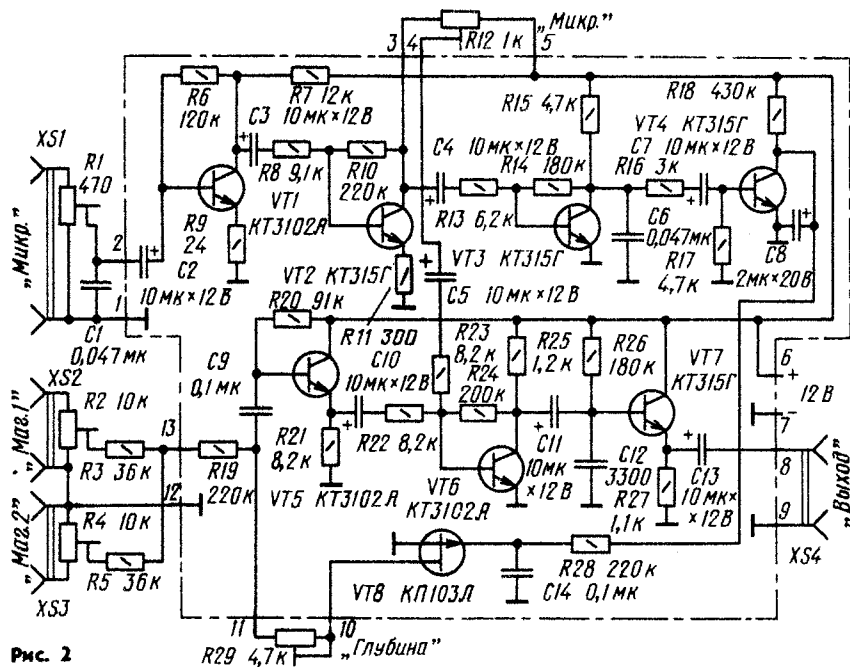 „Микр."
3 4 R12 1к 5
R6
120к
R7 12к
C3 10мк×12В
R15 4,7к
R18 430к
VT4 КТ315Г
C4 10мк×12В
C7 10мк×12В
XS1
R1
470
R8 9,1к
R10
220к
R14 180к
R16 3к
VT1
КТ3102А
R13 6,2к
R9
24
C6
0,047мк
„Микр."
2
C2
10мк×12В
VT2 КТ315Г
VT3 КТ315Г
R17
4,7к
C8
2мк×20В
1
C1
0,047мк
R20 91к
R11 300
C5 10мк×12В
C9
0,1мк
C10
10мк×12В
R23
8,2к
R24
200к
R25
1,2к
R26
180к
VT7
КТ315Г
6
+
12В
−
7
XS2
R2 10к
„Маг.1"
13
R3 36к
R19
220к
R21
8,2к
R22 8,2к
VT5 КТ3102А
VT6
КТ3102А
C11
10мк
×12В
C12
3300
R27
1,1к
C13
10мк×
×12В
8
„Выход"
9
XS4
12
R4 10к
„Маг.2"
R5 36к
XS3
VT8 КП103Л
R28 220к
C14 0,1мк
11 10
R29 4,7к
„Глубина"
Рис. 2